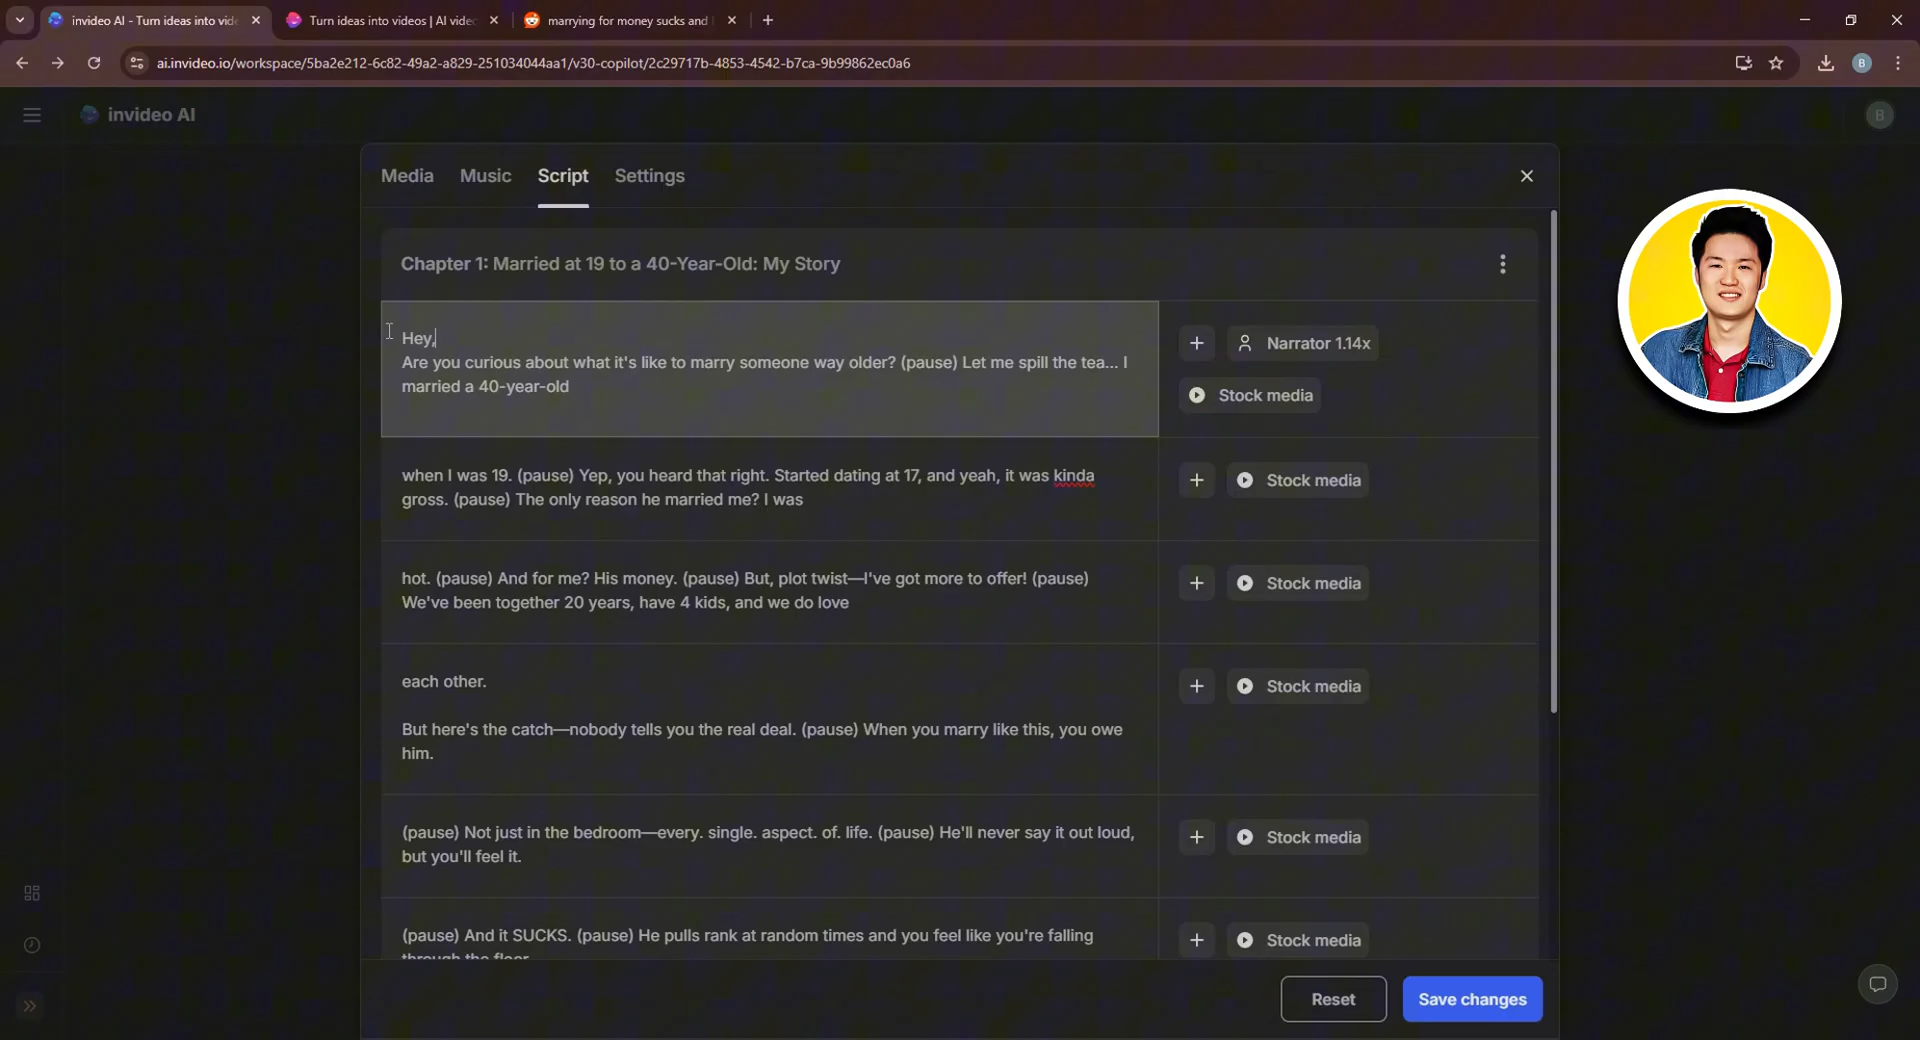 invideo AI - Turn ideas into vid
Turn ideas into videos | AI video
marrying for money sucks and
ai.invideo.io/workspace/5ba2e212-6c82-49a2-a829-251034044aa1/v30-copilot/2c29717b-4853-4542-b7ca-9b99862ec0a6
B
invideo AI
B
Media Music Script Settings
Chapter 1: Married at 19 to a 40-Year-Old: My Story
Hey,
Are you curious about what it's like to marry someone way older? (pause) Let me spill the tea... I
married a 40-year-old
Narrator 1.14x
Stock media
when I was 19. (pause) Yep, you heard that right. Started dating at 17, and yeah, it was kinda
gross. (pause) The only reason he married me? I was
Stock media
hot. (pause) And for me? His money. (pause) But, plot twist—I've got more to offer! (pause)
We've been together 20 years, have 4 kids, and we do love
Stock media
each other.
But here's the catch—nobody tells you the real deal. (pause) When you marry like this, you owe
him.
Stock media
(pause) Not just in the bedroom—every. single. aspect. of. life. (pause) He'll never say it out loud,
but you'll feel it.
Stock media
(pause) And it SUCKS. (pause) He pulls rank at random times and you feel like you're falling
through the floor
Stock media
Reset
Save changes